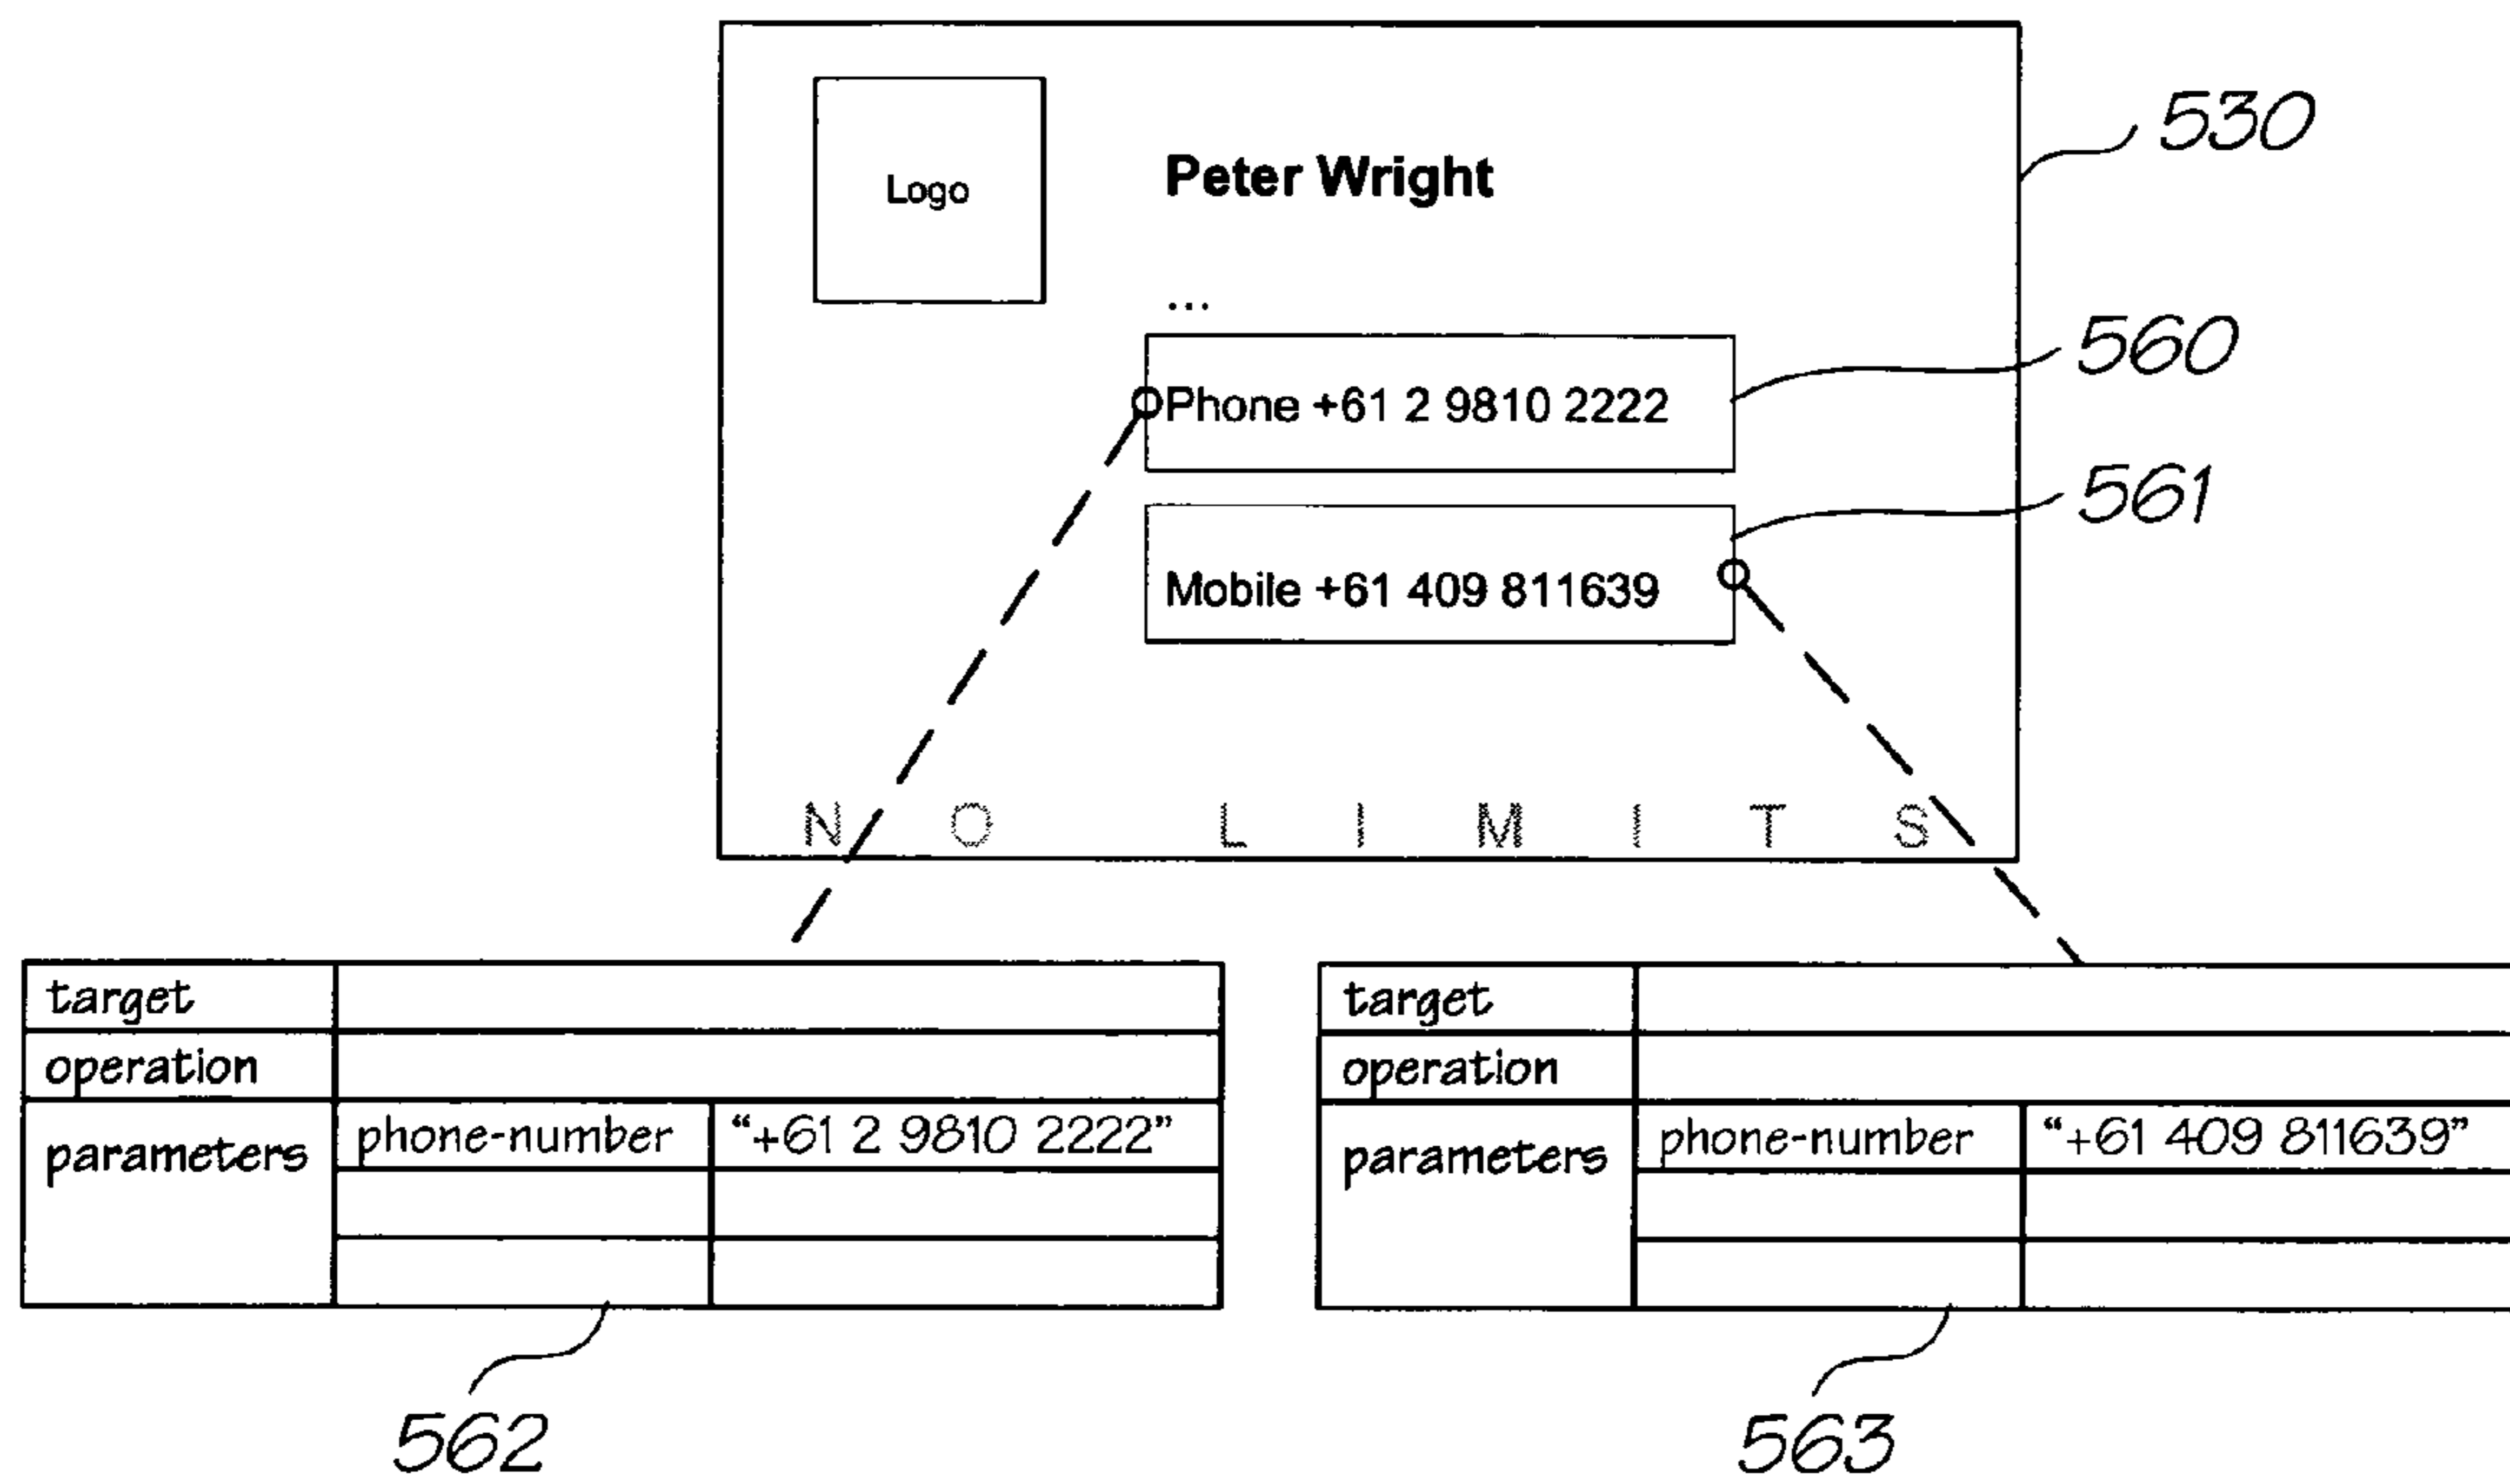 530
Logo
Peter Wright
...
560
Phone +61 2 9810 2222
561
Mobile +61 409 811639
N O L I M I T S
target
operation
parameters phone-number “+61 2 9810 2222”
562
target
operation
parameters phone-number “+61 409 811639”
563